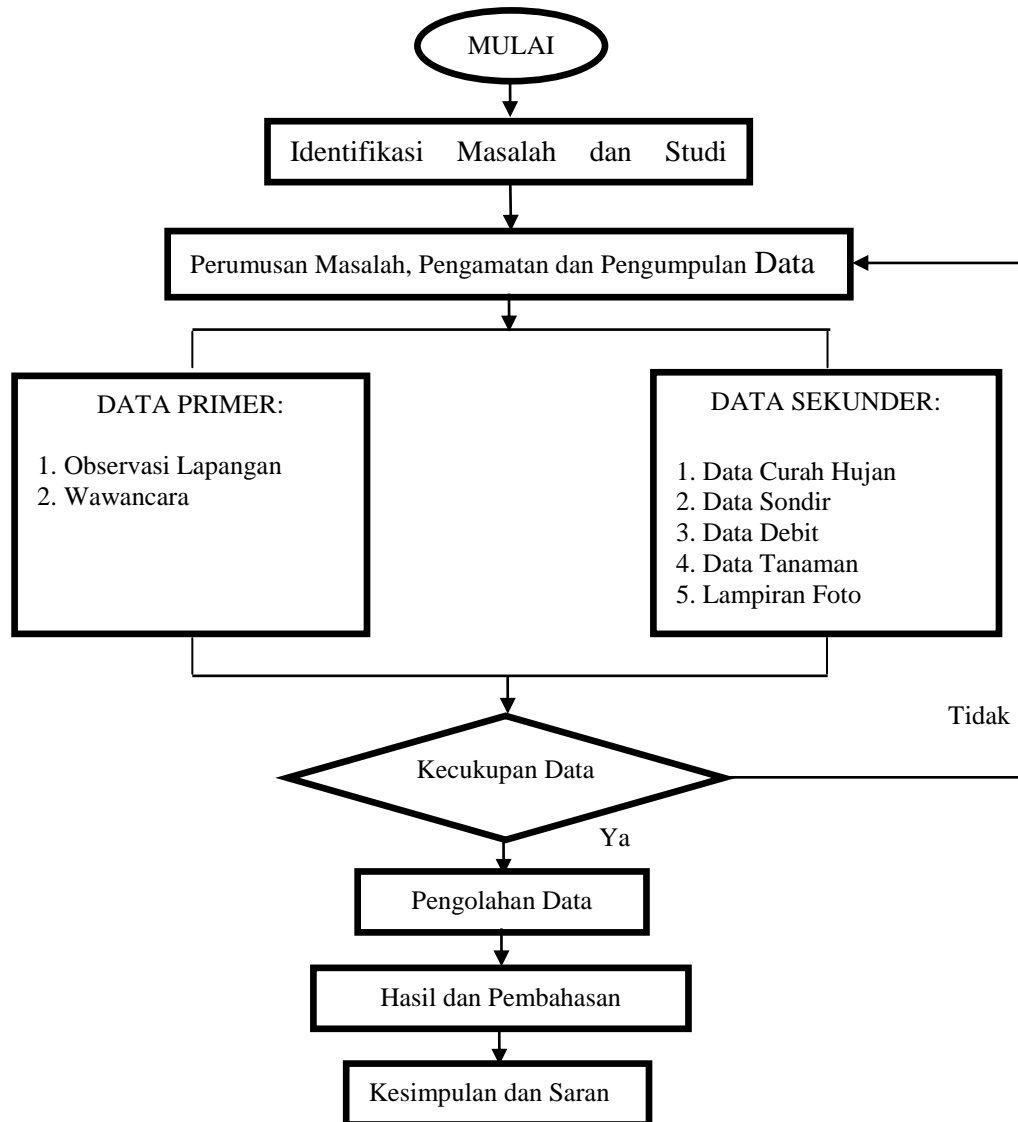 MULAI
Identifikasi Masalah dan Studi
Perumusan Masalah, Pengamatan dan Pengumpulan Data
DATA PRIMER:
1. Observasi Lapangan
2. Wawancara
DATA SEKUNDER:
1. Data Curah Hujan
2. Data Sondir
3. Data Debit
4. Data Tanaman
5. Lampiran Foto
Tidak
Kecukupan Data
Ya
Pengolahan Data
Hasil dan Pembahasan
Kesimpulan dan Saran